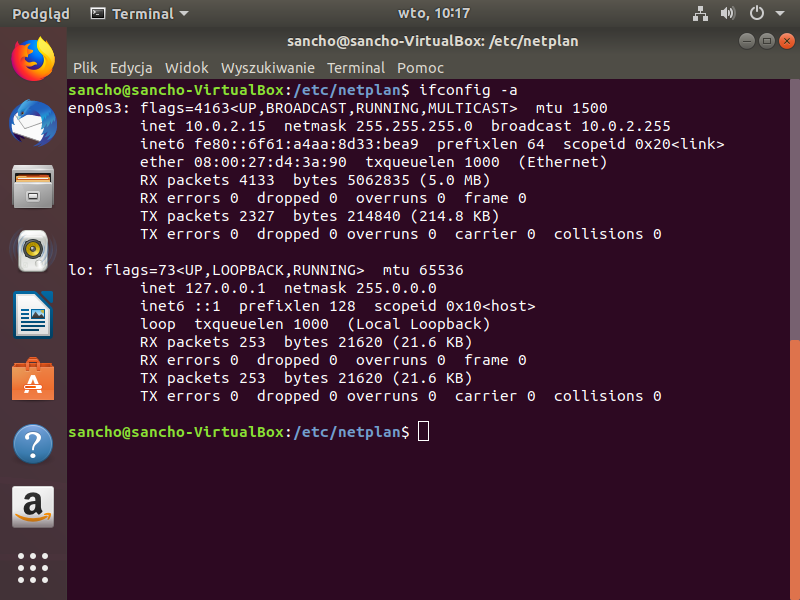 Podgląd Terminal wto, 10:17
sancho@sancho-VirtualBox: /etc/netplan
Plik Edycja Widok Wyszukiwanie Terminal Pomoc
sancho@sancho-VirtualBox:/etc/netplan$ ifconfig -a
enp0s3: flags=4163<UP,BROADCAST,RUNNING,MULTICAST>  mtu 1500
        inet 10.0.2.15  netmask 255.255.255.0  broadcast 10.0.2.255
        inet6 fe80::6f61:a4aa:8d33:bea9  prefixlen 64  scopeid 0x20<link>
        ether 08:00:27:d4:3a:90  txqueuelen 1000  (Ethernet)
        RX packets 4133  bytes 5062835 (5.0 MB)
        RX errors 0  dropped 0  overruns 0  frame 0
        TX packets 2327  bytes 214840 (214.8 KB)
        TX errors 0  dropped 0 overruns 0  carrier 0  collisions 0
lo: flags=73<UP,LOOPBACK,RUNNING>  mtu 65536
        inet 127.0.0.1  netmask 255.0.0.0
        inet6 ::1  prefixlen 128  scopeid 0x10<host>
        loop  txqueuelen 1000  (Local Loopback)
        RX packets 253  bytes 21620 (21.6 KB)
        RX errors 0  dropped 0  overruns 0  frame 0
        TX packets 253  bytes 21620 (21.6 KB)
        TX errors 0  dropped 0 overruns 0  carrier 0  collisions 0
sancho@sancho-VirtualBox:/etc/netplan$